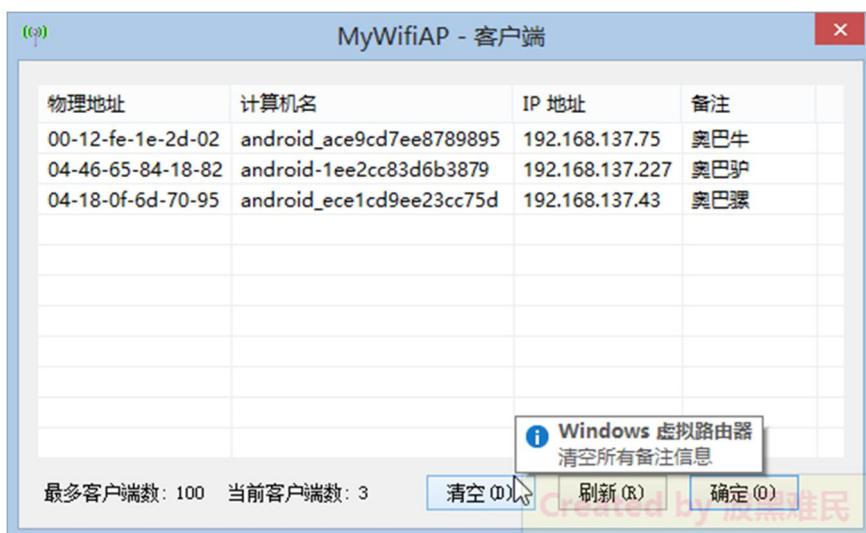 MyWifiAP - 客户端
物理地址 计算机名 IP 地址 备注
00-12-fe-1e-2d-02 android_ace9cd7ee8789895 192.168.137.75 奥巴牛
04-46-65-84-18-82 android-1ee2cc83d6b3879 192.168.137.227 奥巴驴
04-18-0f-6d-70-95 android_ece1cd9ee23cc75d 192.168.137.43 奥巴骡
Windows 虚拟路由器
清空所有备注信息
最多客户端数: 100 当前客户端数: 3 清空(D) 刷新(R) 确定(O)
Created by 波黑难民